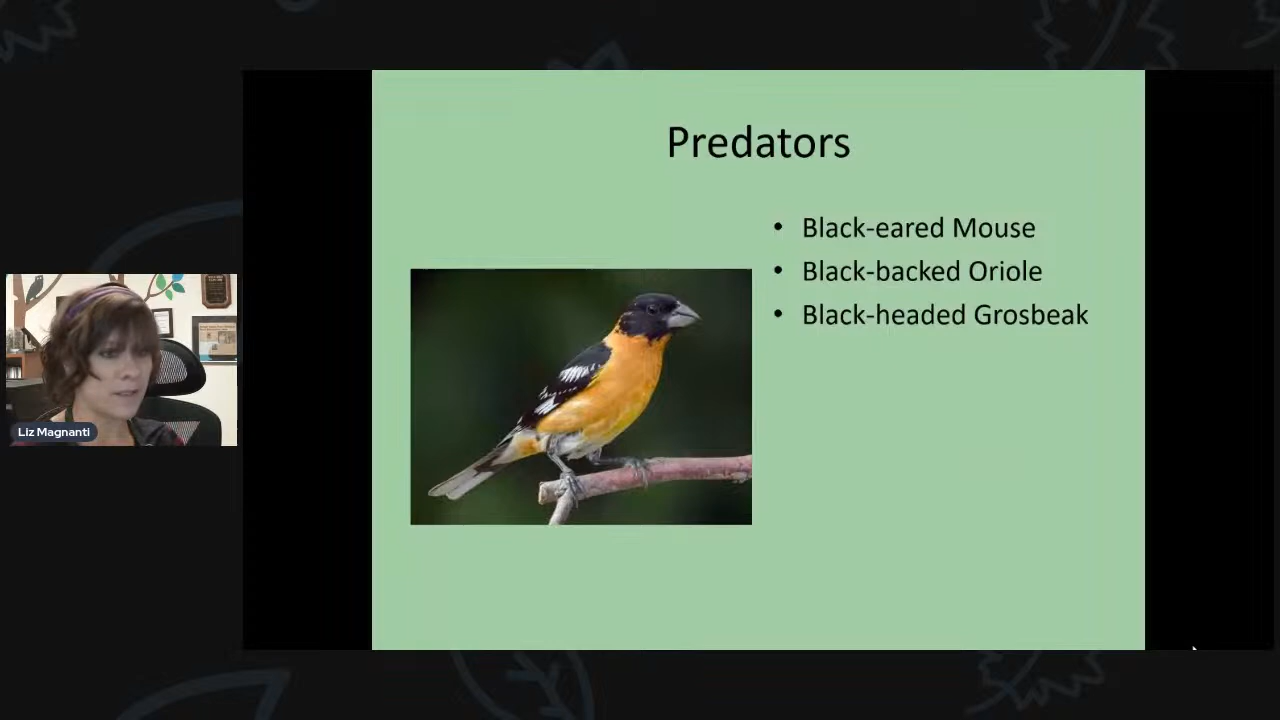 Predators
• Black-eared Mouse
• Black-backed Oriole
• Black-headed Grosbeak
Liz Magnanti